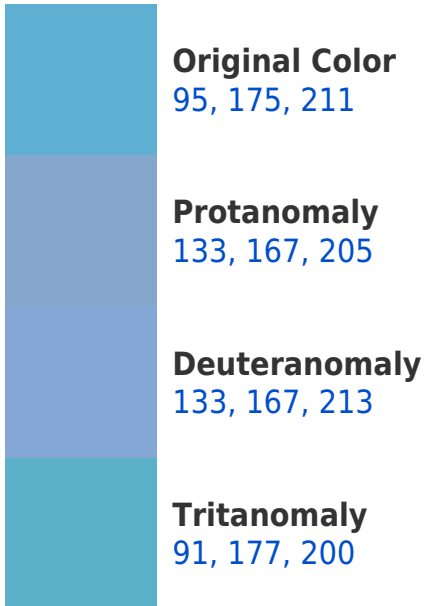 Original Color
95, 175, 211
Protanomaly
133, 167, 205
Deuteranomaly
133, 167, 213
Tritanomaly
91, 177, 200